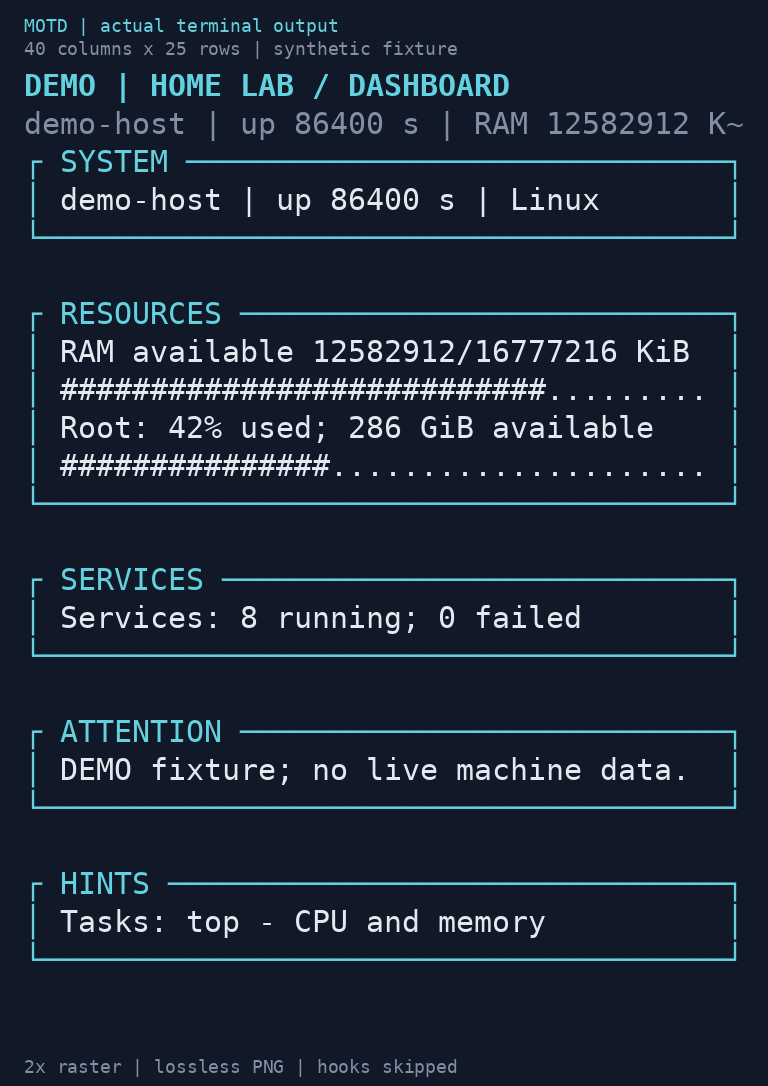 MOTD | actual terminal output
40 columns x 25 rows | synthetic fixture
DEMO | HOME LAB / DASHBOARD
demo-host | up 86400 s | RAM 12582912 K~
SYSTEM
demo-host | up 86400 s | Linux
RESOURCES
RAM available 12582912/16777216 KiB
###########################.........
Root: 42% used; 286 GiB available
###############.....................
SERVICES
Services: 8 running; 0 failed
ATTENTION
DEMO fixture; no live machine data.
HINTS
Tasks: top - CPU and memory
2x raster | lossless PNG | hooks skipped